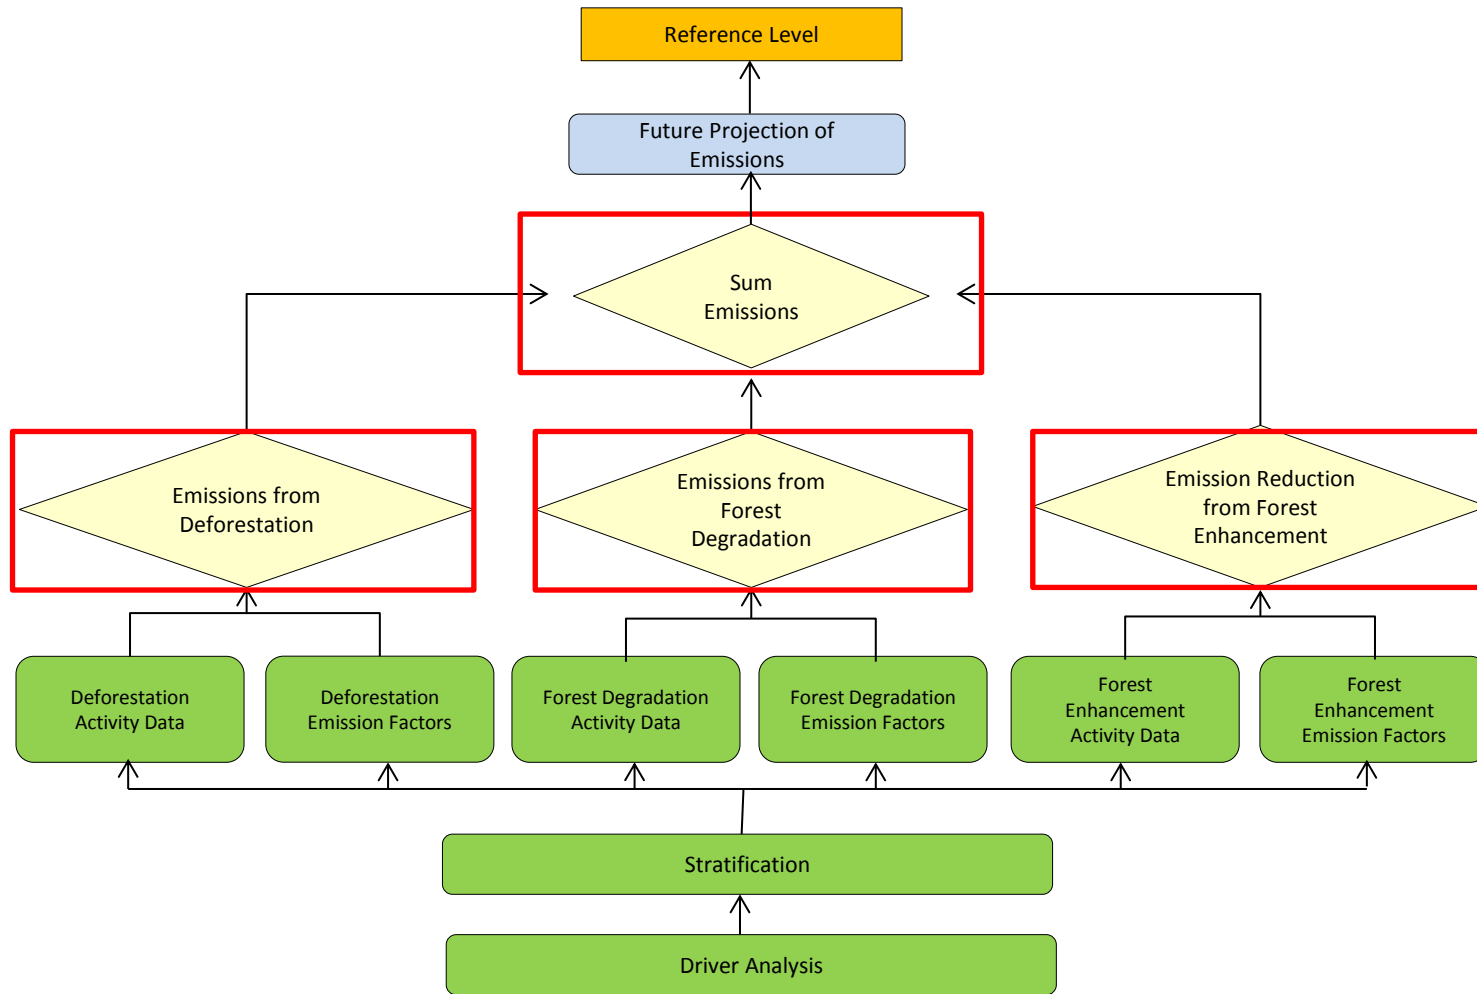 Reference Level
Future Projection of
Emissions
Sum
Emissions
Emissions from
Deforestation
Emissions from
Forest
Degradation
Emission Reduction
from Forest
Enhancement
Deforestation
Activity Data
Deforestation
Emission Factors
Forest Degradation
Activity Data
Forest Degradation
Emission Factors
Forest
Enhancement
Activity Data
Forest
Enhancement
Emission Factors
Stratification
Driver Analysis